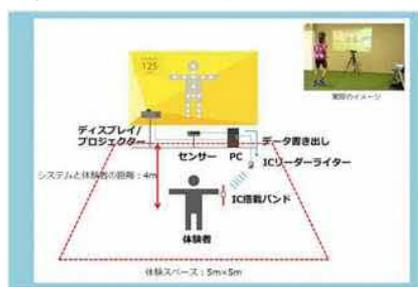 125
実際のイメージ
ディスプレイ/
プロジェクター
センサー
PC
データ書き出し
ICリーダーライター
システムと体験者の距離：4m
IC搭載バンド
体験者
体験スペース：5m×5m